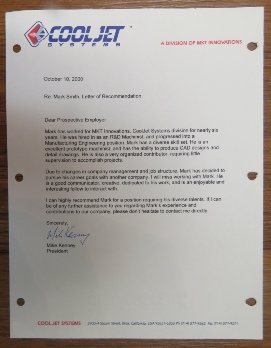 COOLJET
SYSTEMS
A DIVISION OF MRT INNOVATIONS
October 10, 2000
Re: Mark Smith, Letter of Recommendation
Dear Prospective Employer:
Mark has worked for MRT Innovations, CoolJet Systems division for nearly six
years. He was hired in as an R&D Machinist, and progressed into a
Manufacturing Engineering position. Mark has a diverse skill set. He is an
excellent prototype machinist, and has the ability to produce CAD designs and
detail drawings. He is also a very organized contributor, requiring little
supervision to accomplish projects.
Due to changes in company management and job structure, Mark has decided to
pursue his career goals with another company. I will miss working with Mark. He
is a good communicator, creative, dedicated to his work, and is an enjoyable and
interesting fellow to interact with.
I can highly recommend Mark for a position requiring his diverse talents. If I can
be of any further assistance to you regarding Mark's experience and
contributions to our company, please don't hesitate to contact me directly.
Sincerely,
Mike Kenney
Mike Kenney
President
COOLJET SYSTEMS